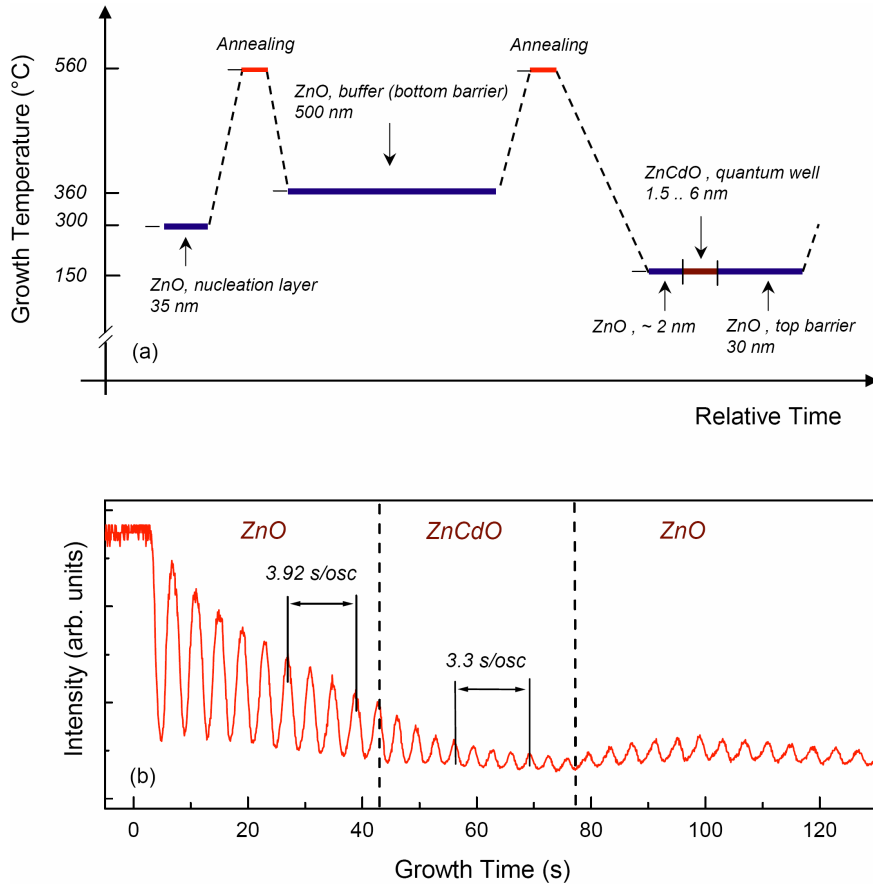 (a)
Growth Temperature (°C)
560
360
300
150
Annealing
Annealing
ZnO, buffer (bottom barrier)
500 nm
ZnCdO , quantum well
1.5 .. 6 nm
ZnO, nucleation layer
35 nm
ZnO , ~ 2 nm
ZnO , top barrier
30 nm
Relative Time
(b)
Intensity (arb. units)
ZnO
ZnCdO
ZnO
3.92 s/osc
3.3 s/osc
0
20
40
60
80
100
120
Growth Time (s)